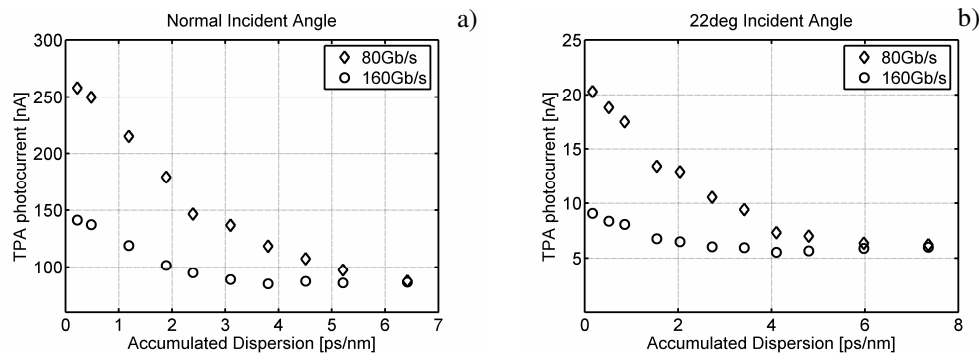 Normal Incident Angle
a)
300
250
200
150
100
TPA photocurrent [nA]
80Gb/s
160Gb/s
0 1 2 3 4 5 6 7
Accumulated Dispersion [ps/nm]
22deg Incident Angle
b)
25
20
15
10
5
0
TPA photocurrent [nA]
80Gb/s
160Gb/s
0 2 4 6 8
Accumulated Dispersion [ps/nm]